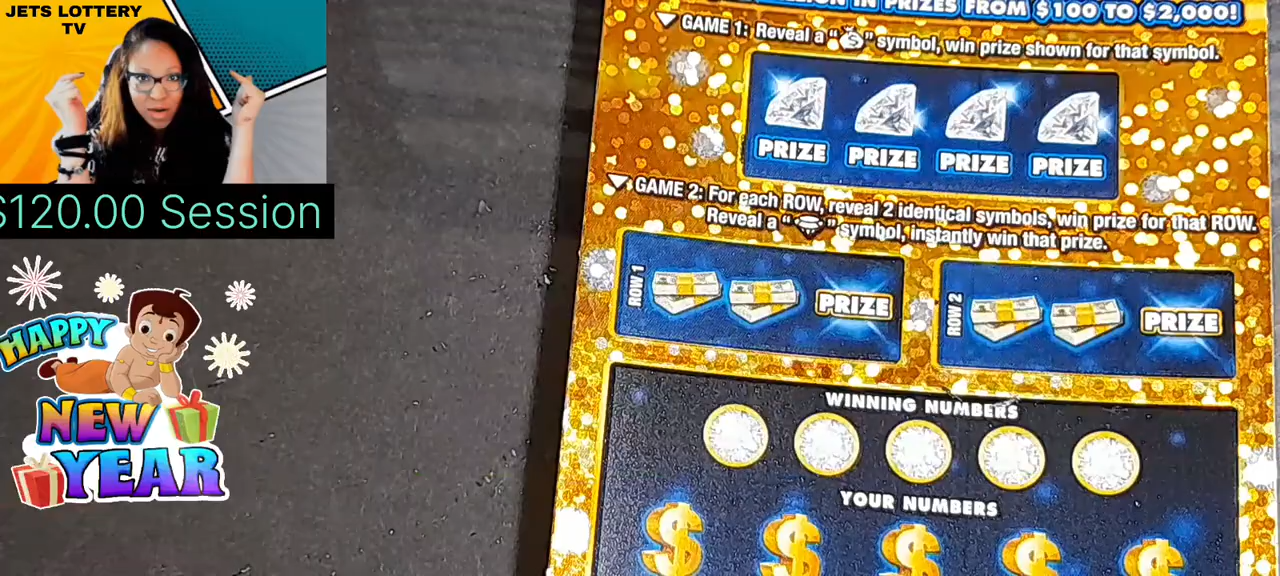 JETS LOTTERY
TV
$120.00 Session
HAPPY
NEW
YEAR
IN PRIZES FROM $100 TO $2,000!
GAME 1: Reveal a " " symbol, win prize shown for that symbol.
PRIZE PRIZE PRIZE PRIZE
GAME 2: For each ROW, reveal 2 identical symbols, win prize for that ROW.
Reveal a " " symbol, instantly win that prize.
ROW 1
PRIZE
ROW 2
PRIZE
WINNING NUMBERS
YOUR NUMBERS
$ $ $ $ $